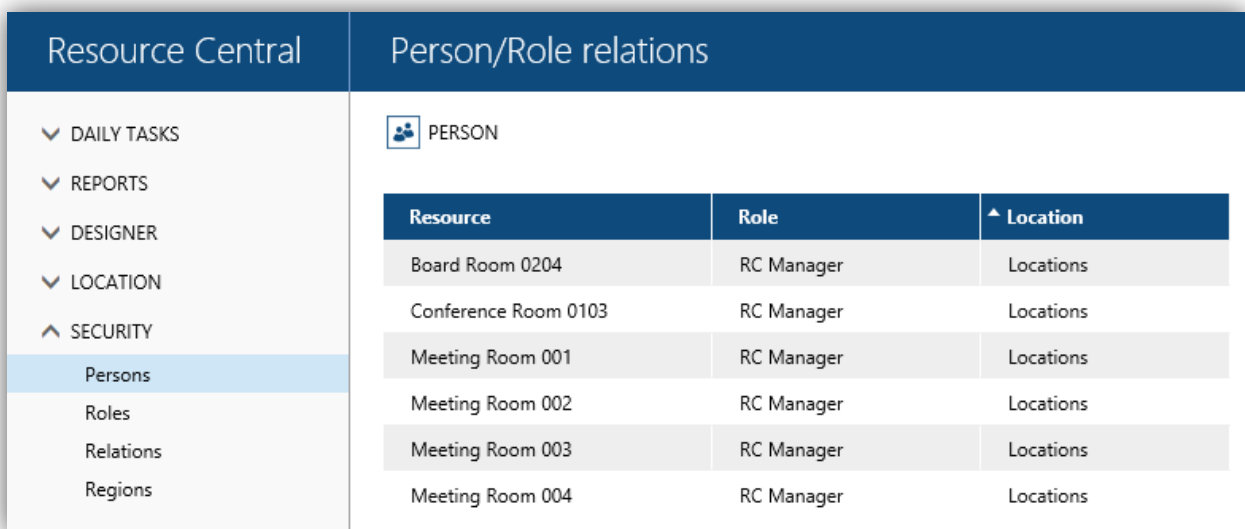 Resource Central
Person/Role relations
DAILY TASKS
REPORTS
DESIGNER
LOCATION
SECURITY
Persons
Roles
Relations
Regions
PERSON
Resource Role Location
Board Room 0204 RC Manager Locations
Conference Room 0103 RC Manager Locations
Meeting Room 001 RC Manager Locations
Meeting Room 002 RC Manager Locations
Meeting Room 003 RC Manager Locations
Meeting Room 004 RC Manager Locations